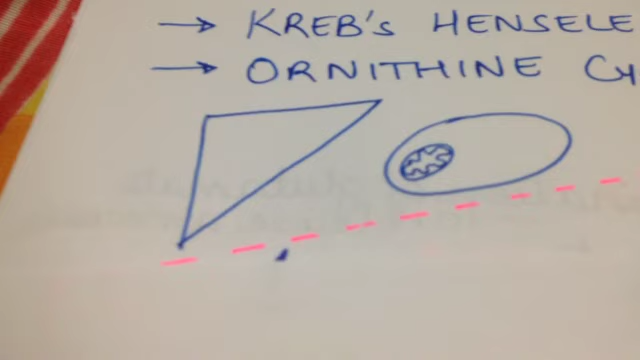 → KREB'S HENSELE
→ ORNITHINE